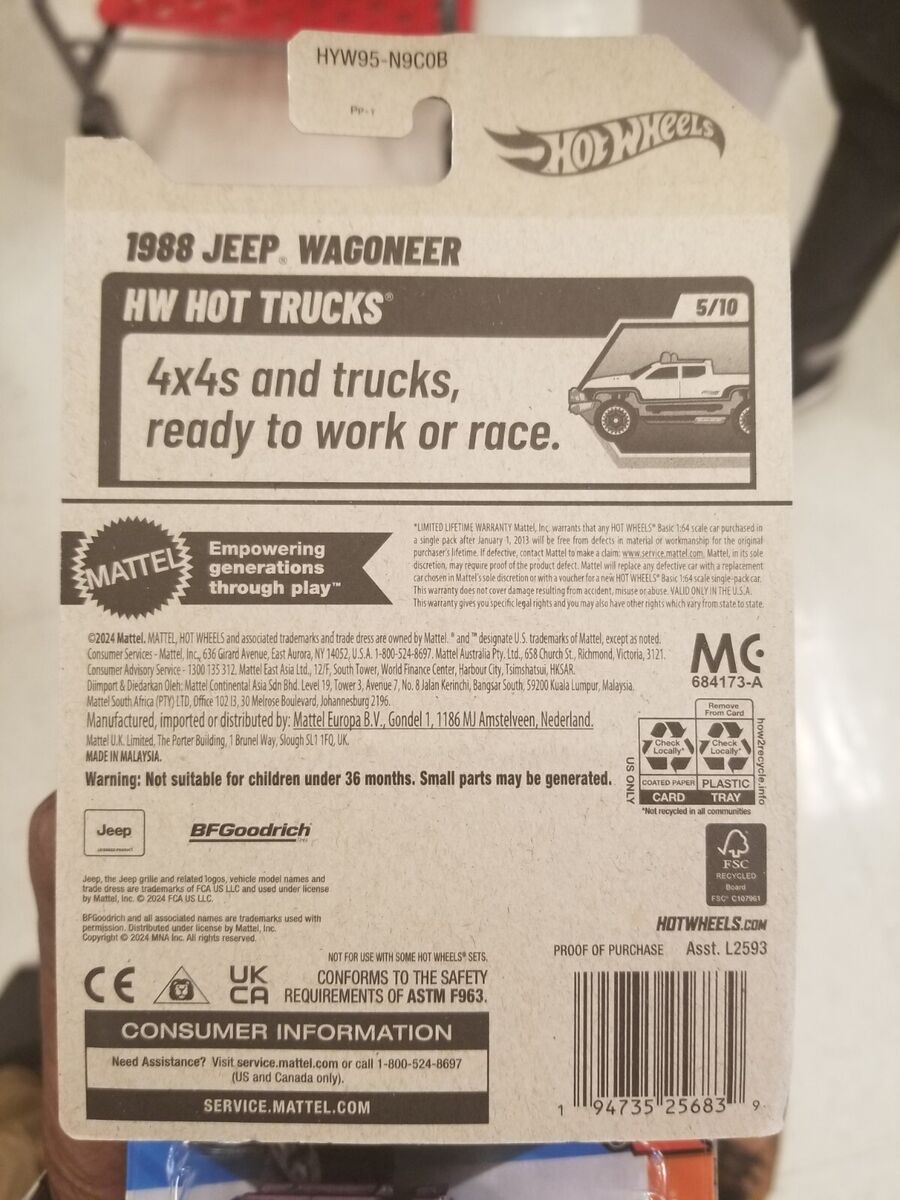 HYW95-N9C0B
PP-1
HOT WHEELS
1988 JEEP® WAGONEER
HW HOT TRUCKS®
5/10
4x4s and trucks,
ready to work or race.
MATTEL
Empowering
generations
through play™
*LIMITED LIFETIME WARRANTY Mattel, Inc. warrants that any HOT WHEELS® Basic 1:64 scale car purchased in
a single pack after January 1, 2013 will be free from defects in material or workmanship for the original
purchaser's lifetime. If defective, contact Mattel to make a claim: www.service.mattel.com. Mattel, in its sole
discretion, may require proof of the product defect. Mattel will replace any defective car with a replacement
car chosen in Mattel's sole discretion or with a voucher for a new HOT WHEELS® Basic 1:64 scale single-pack car.
This warranty does not cover damage resulting from accident, misuse or abuse. VALID ONLY IN THE U.S.A.
This warranty gives you specific legal rights and you may also have other rights which vary from state to state.
©2024 Mattel. MATTEL, HOT WHEELS and associated trademarks and trade dress are owned by Mattel. ® and ™ designate U.S. trademarks of Mattel, except as noted.
Consumer Services - Mattel, Inc., 636 Girard Avenue, East Aurora, NY 14052, U.S.A. 1-800-524-8697. Mattel Australia Pty. Ltd., 658 Church St., Richmond, Victoria, 3121.
Consumer Advisory Service - 1300 135 312. Mattel East Asia Ltd., 12/F, South Tower, World Finance Center, Harbour City, Tsimshatsui, HKSAR.
Diimport & Diedarkan Oleh: Mattel Continental Asia Sdn Bhd. Level 19, Tower 3, Avenue 7, No. 8 Jalan Kerinchi, Bangsar South, 59200 Kuala Lumpur, Malaysia.
Mattel South Africa (PTY) LTD, Office 102 I3, 30 Melrose Boulevard, Johannesburg 2196.
Manufactured, imported or distributed by: Mattel Europa B.V., Gondel 1, 1186 MJ Amstelveen, Nederland.
Mattel U.K. Limited, The Porter Building, 1 Brunel Way, Slough SL1 1FQ, UK.
MADE IN MALAYSIA.
Warning: Not suitable for children under 36 months. Small parts may be generated.
MC
684173-A
Remove
From Card
Check
Locally*
Check
Locally*
COATED PAPER
PLASTIC
CARD
TRAY
US ONLY
how2recycle.info
*Not recycled in all communities
Jeep
LICENSED PRODUCT
BFGoodrich
Jeep, the Jeep grille and related logos, vehicle model names and
trade dress are trademarks of FCA US LLC and used under license
by Mattel, Inc. © 2024 FCA US LLC.
BFGoodrich and all associated names are trademarks used with
permission. Distributed under license by Mattel, Inc.
Copyright © 2024 MNA Inc. All rights reserved.
FSC
RECYCLED
Board
FSC® C107961
HOTWHEELS.COM
PROOF OF PURCHASE Asst. L2593
NOT FOR USE WITH SOME HOT WHEELS® SETS.
CE
UK
CA
CONFORMS TO THE SAFETY
REQUIREMENTS OF ASTM F963.
CONSUMER INFORMATION
Need Assistance? Visit service.mattel.com or call 1-800-524-8697
(US and Canada only).
SERVICE.MATTEL.COM
1 94735 25683 9